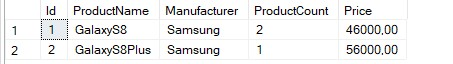 Id ProductName Manufacturer ProductCount Price
1 1 GalaxyS8 Samsung 2 46000,00
2 2 GalaxyS8Plus Samsung 1 56000,00